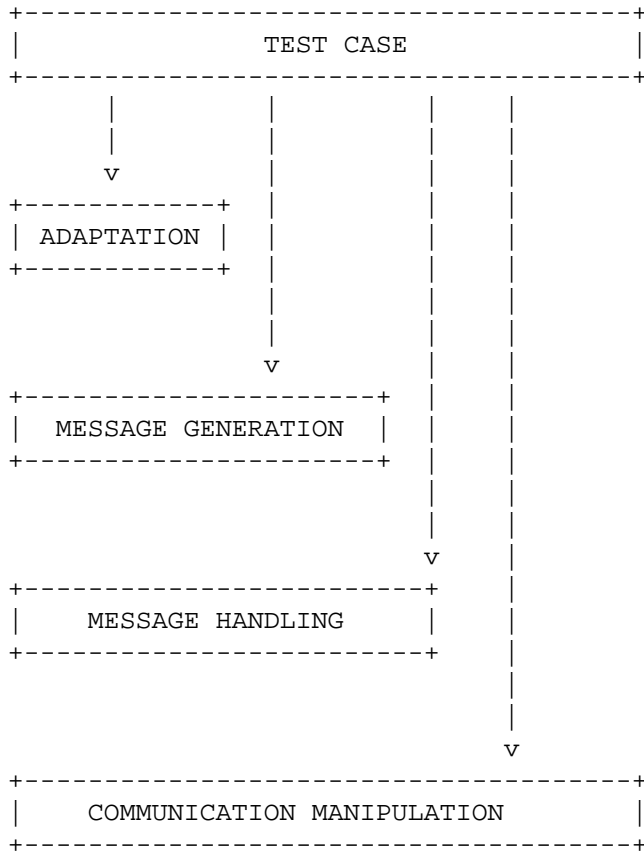 TEST CASE
ADAPTATION
MESSAGE GENERATION
MESSAGE HANDLING
COMMUNICATION MANIPULATION